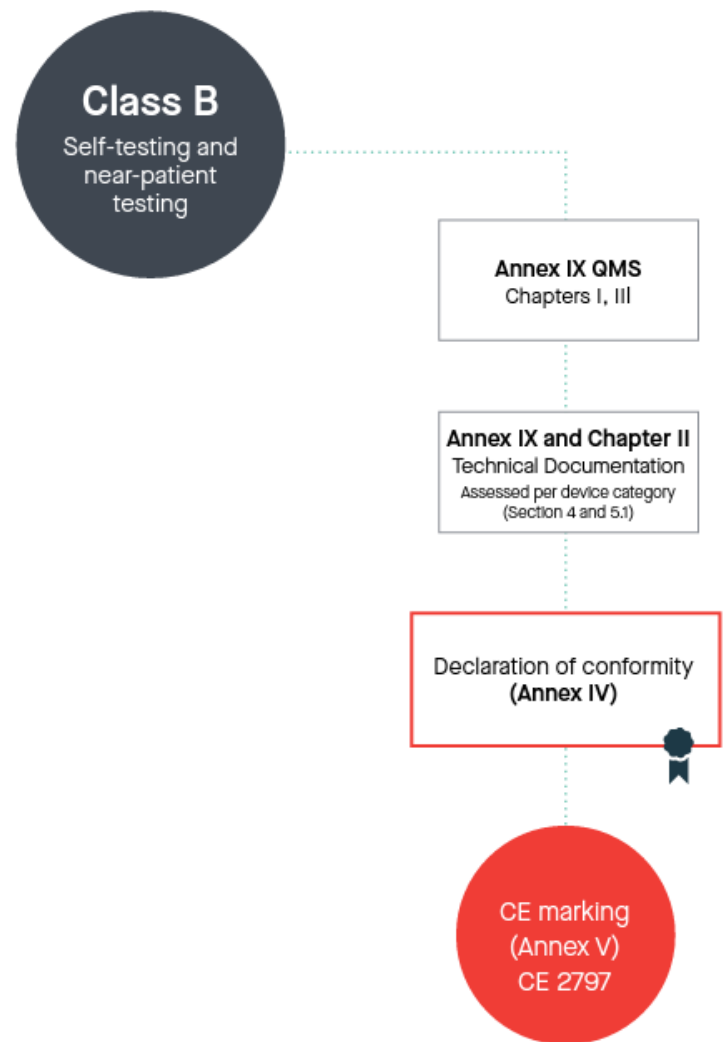 Class B
Self-testing and
near-patient
testing
Annex IX QMS
Chapters I, III
Annex IX and Chapter II
Technical Documentation
Assessed per device category
(Section 4 and 5.1)
Declaration of conformity
(Annex IV)
CE marking
(Annex V)
CE 2797